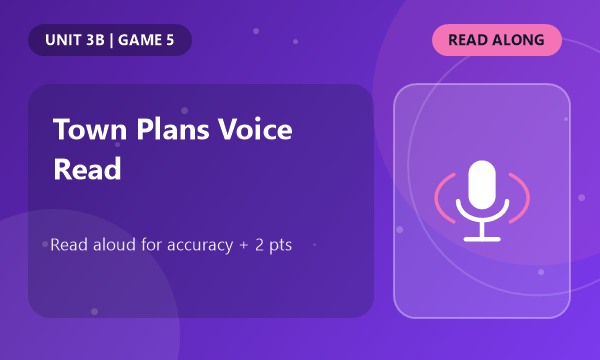 UNIT 3B | GAME 5
READ ALONG
Town Plans Voice
Read
Read aloud for accuracy + 2 pts